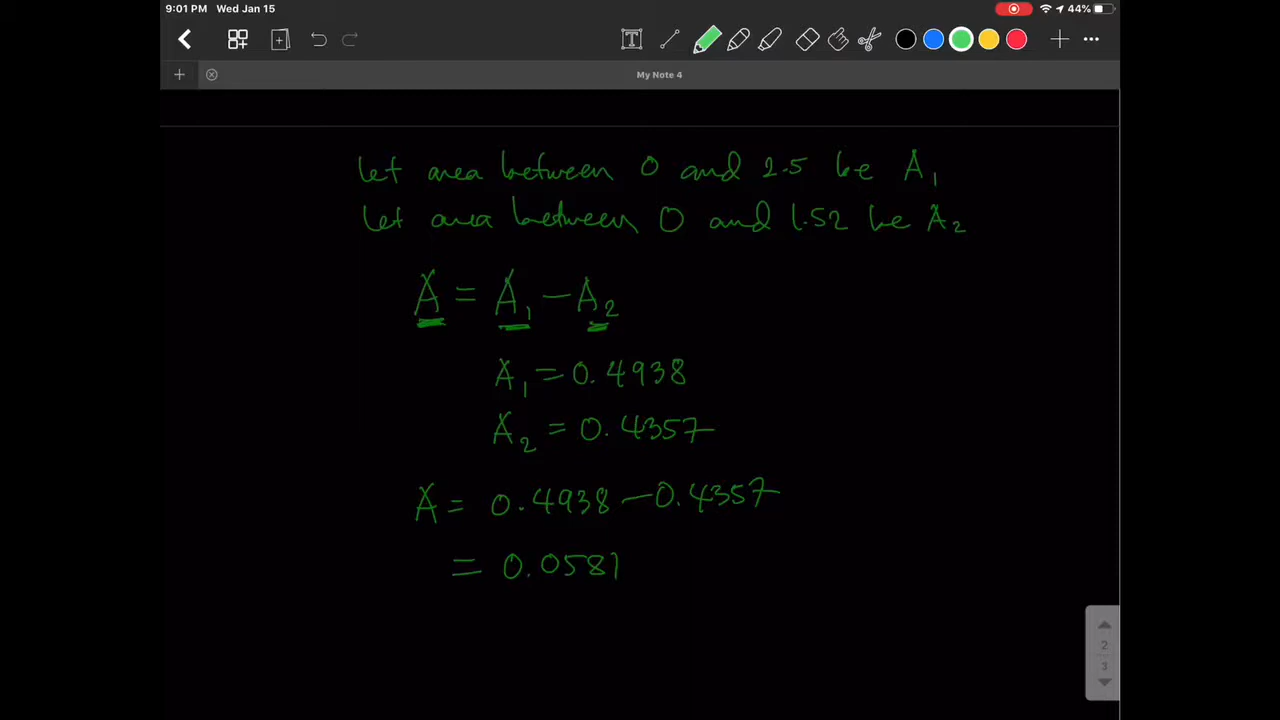 9:01 PM Wed Jan 15 44%
My Note 4
let area between 0 and 2.5 be A₁
let area between 0 and 1.52 be A₂
A = A₁ − A₂
A₁ = 0.4938
A₂ = 0.4357
A = 0.4938 − 0.4357
= 0.0581
2
3